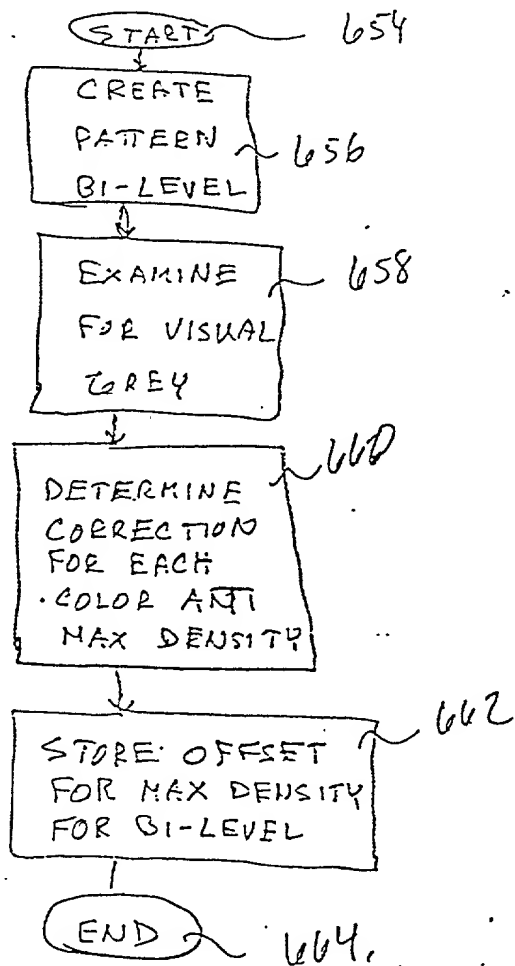 START 654
CREATE
PATTERN 656
BI-LEVEL
EXAMINE 658
FOR VISUAL
GREY
660
DETERMINE
CORRECTION
FOR EACH
COLOR
MAX DENSITY
662
STORE OFFSET
FOR MAX DENSITY
FOR BI-LEVEL
END 664.